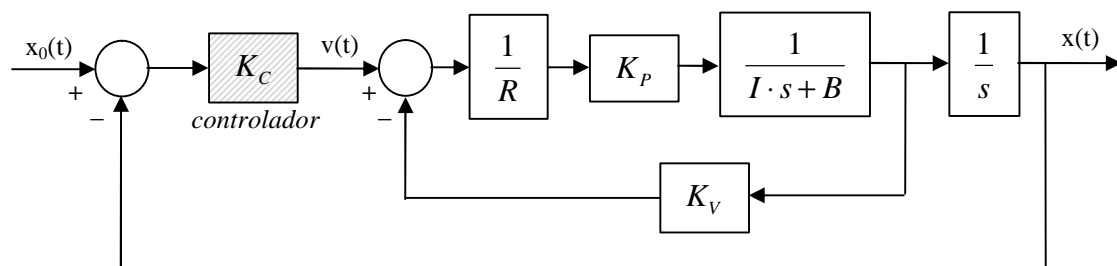 x₀(t)
+
−
K_C
controlador
v(t)
+
−
1
R
K_P
1
I · s + B
1
s
x(t)
K_V